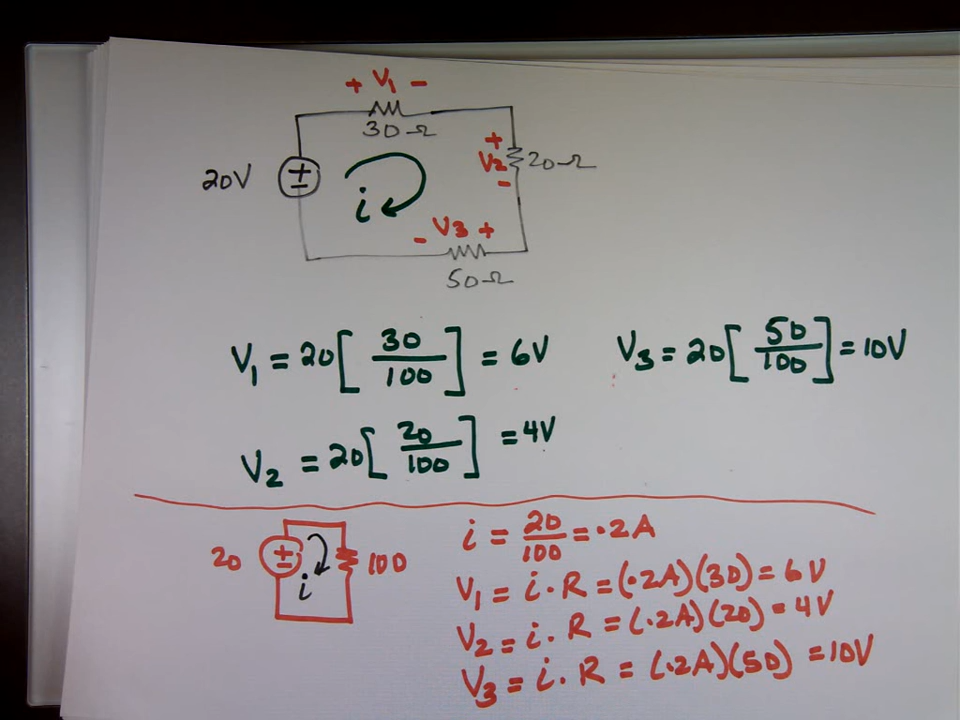 + V1 -
30Ω
20V
+
-
i
+
V2
-
20Ω
- V3 +
50Ω
V1 = 20[30/100] = 6V
V3 = 20[50/100] = 10V
V2 = 20[20/100] = 4V
20
+
-
i
100
i = 20/100 = .2A
V1 = i · R = (.2A)(30) = 6V
V2 = i · R = (.2A)(20) = 4V
V3 = i · R = (.2A)(50) = 10V